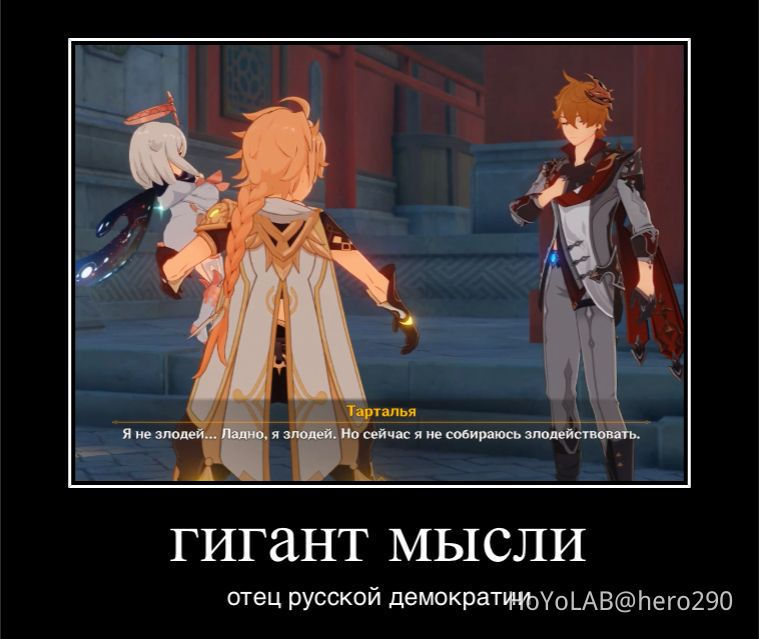 Тарталья
Я не злодей... Ладно, я злодей. Но сейчас я не собираюсь злодействовать.
гигант мысли
отец русской демократии
HoYoLAB@hero290